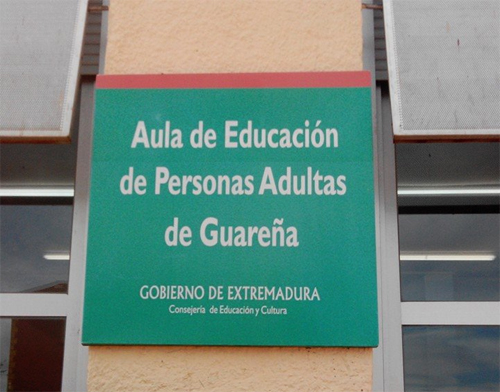 Aula de Educación
de Personas Adultas
de Guareña
GOBIERNO DE EXTREMADURA
Consejería de Educación y Cultura